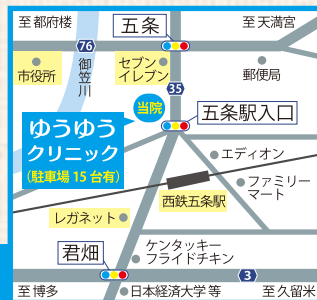 至 都府楼
五条
至 天満宮
76
市役所
御笠川
セブン
イレブン
郵便局
35
当院
五条駅入口
ゆうゆう
クリニック
(駐車場 15 台有)
エディオン
ファミリー
マート
西鉄五条駅
レガネット
君畑
ケンタッキー
フライドチキン
3
至 博多
日本経済大学 等
至 久留米